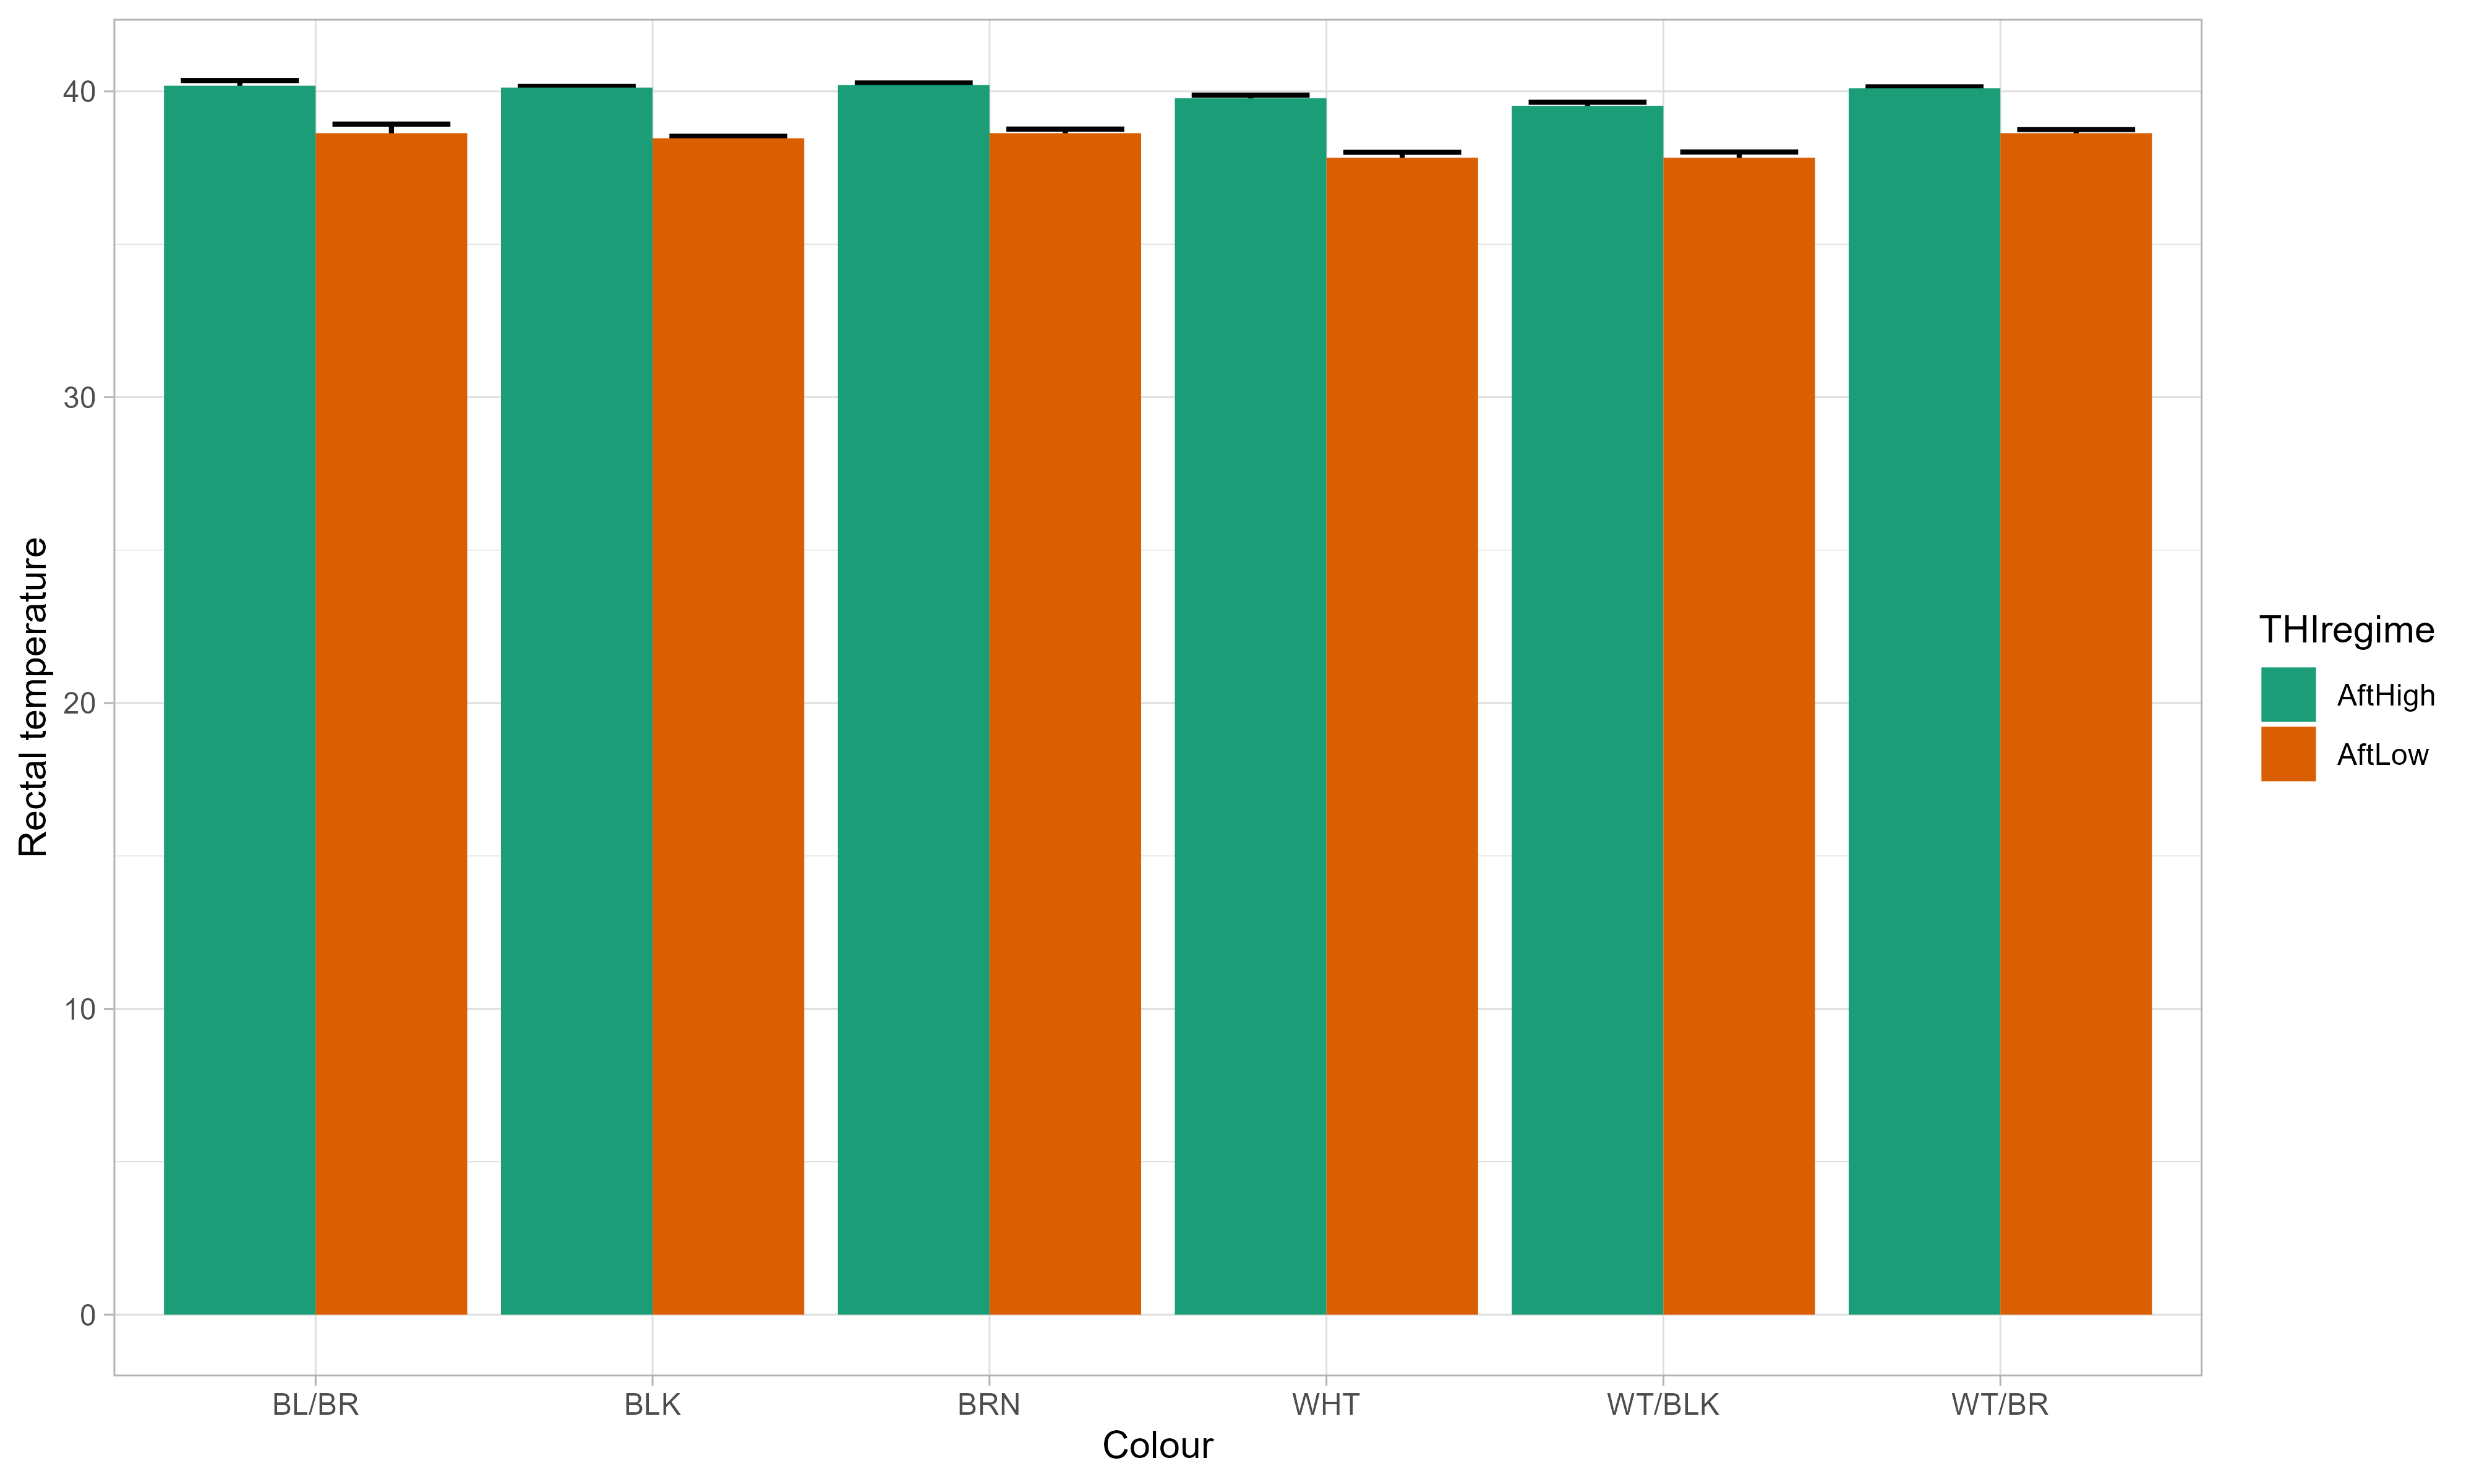 40
30
20
10
0
Rectal temperature
BL/BR BLK BRN WHT WT/BLK WT/BR
Colour
THIregime
AftHigh
AftLow